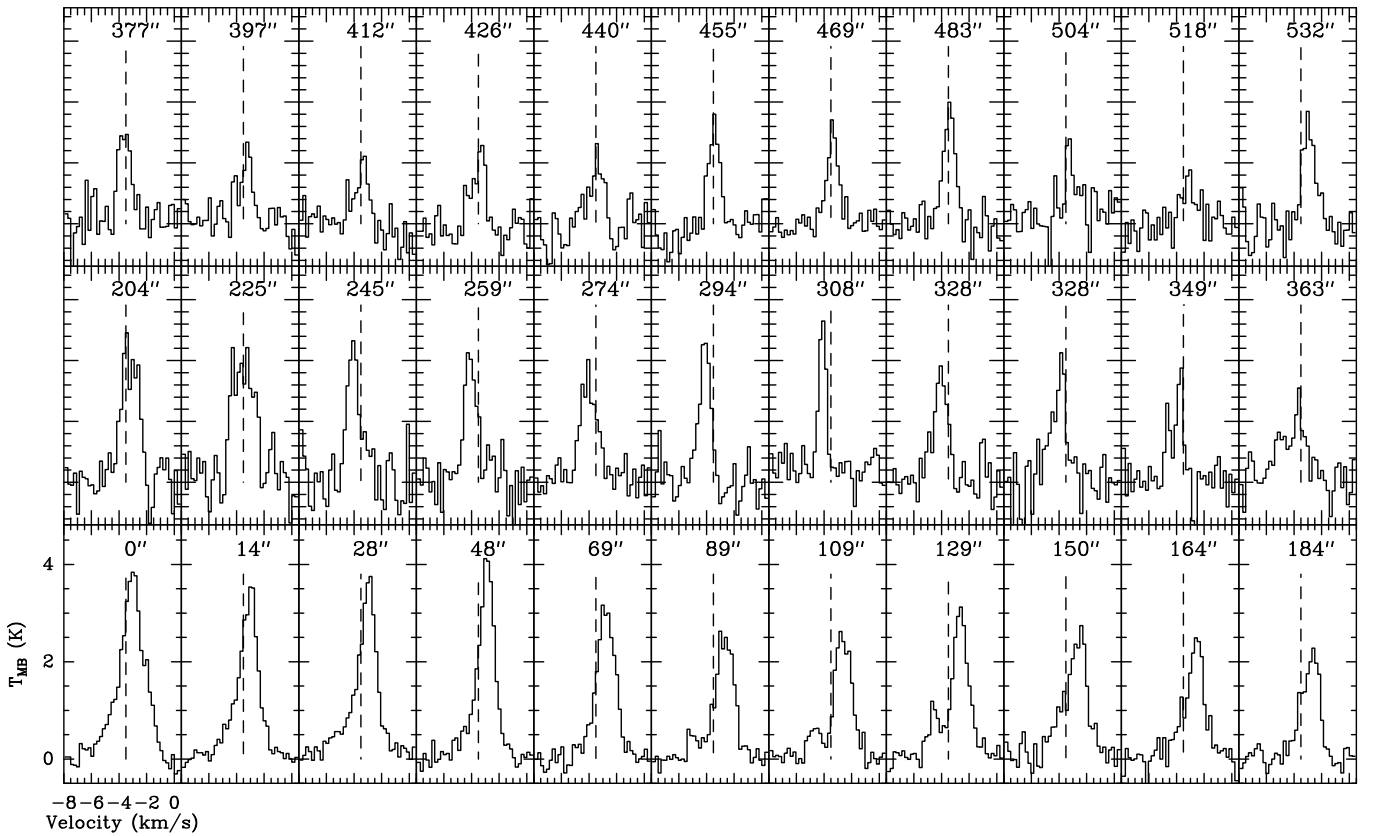 377″ 397″ 412″ 426″ 440″ 455″ 469″ 483″ 504″ 518″ 532″
204″ 225″ 245″ 259″ 274″ 294″ 308″ 328″ 328″ 349″ 363″
0″ 14″ 28″ 48″ 69″ 89″ 109″ 129″ 150″ 164″ 184″
4
2
0
T_MB (K)
−8−6−4−2 0
Velocity (km/s)